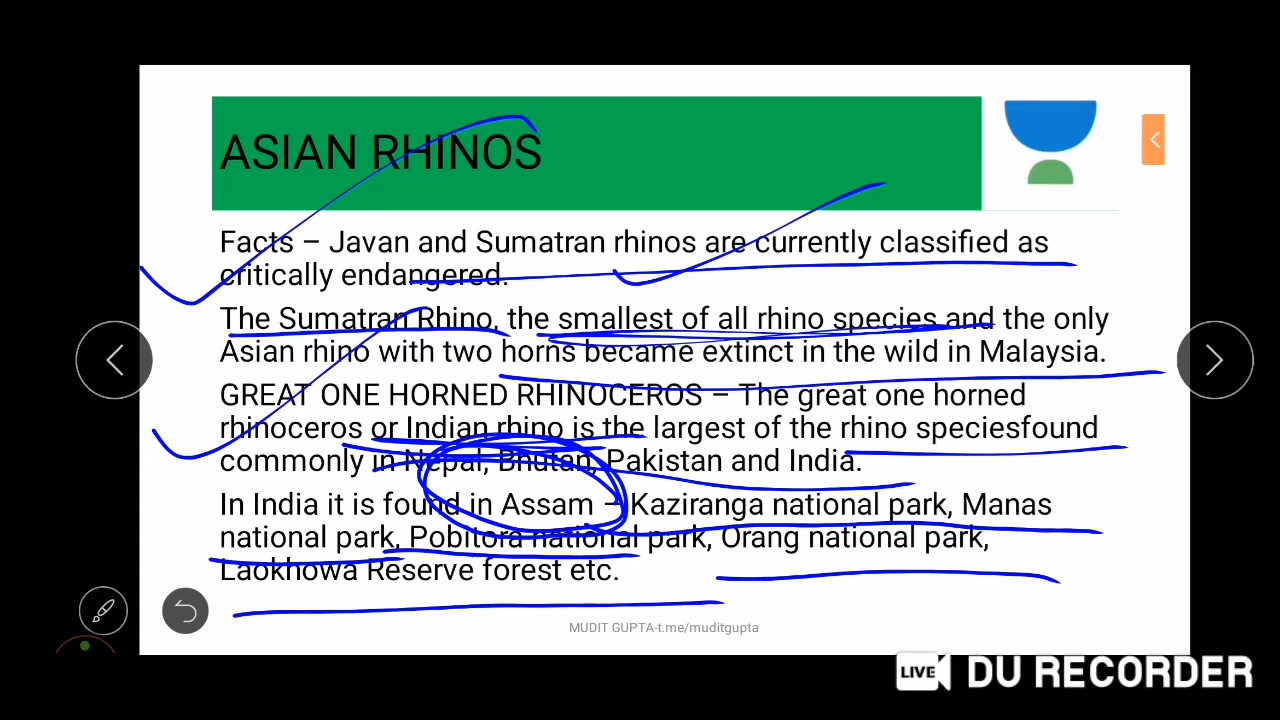 ASIAN RHINOS
Facts – Javan and Sumatran rhinos are currently classified as
critically endangered.
The Sumatran Rhino, the smallest of all rhino species and the only
Asian rhino with two horns became extinct in the wild in Malaysia.
GREAT ONE HORNED RHINOCEROS – The great one horned
rhinoceros or Indian rhino is the largest of the rhino speciesfound
commonly in Nepal, Bhutan, Pakistan and India.
In India it is found in Assam – Kaziranga national park, Manas
national park, Pobitora national park, Orang national park,
Laokhowa Reserve forest etc.
MUDIT GUPTA-t.me/muditgupta
LIVE DU RECORDER